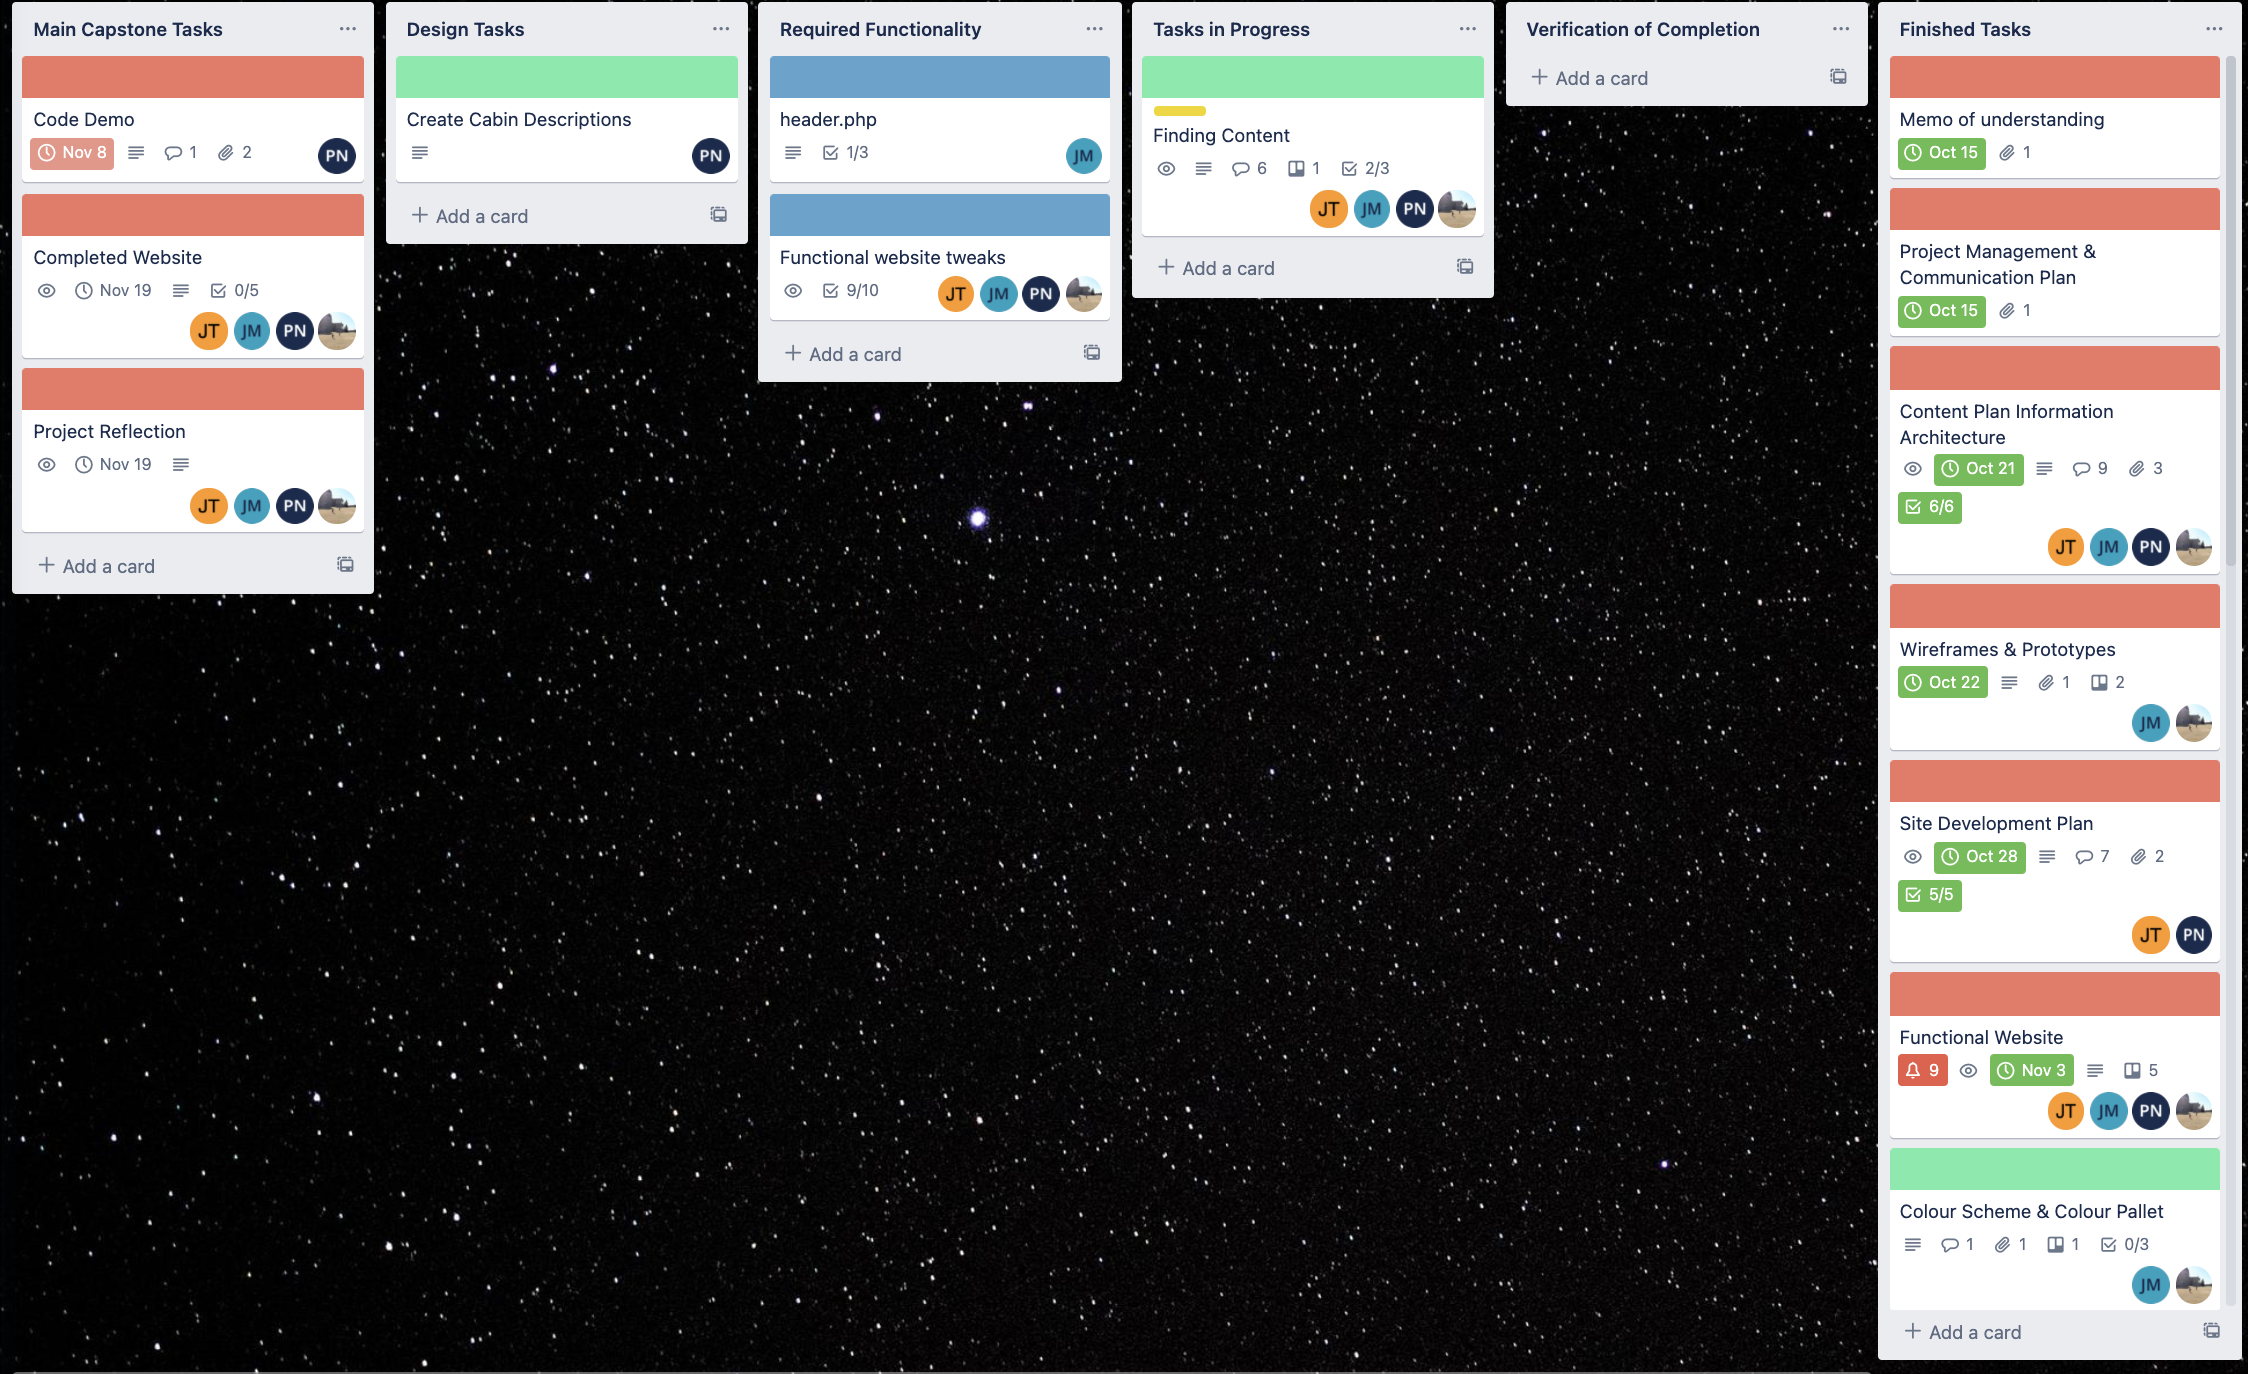 Main Capstone Tasks
Code Demo
Nov 8 1 2 PN
Completed Website
Nov 19 0/5
JT JM PN
Project Reflection
Nov 19
JT JM PN
+ Add a card
Design Tasks
Create Cabin Descriptions
PN
+ Add a card
Required Functionality
header.php
1/3 JM
Functional website tweaks
9/10 JT JM PN
+ Add a card
Tasks in Progress
Finding Content
6 1 2/3
JT JM PN
+ Add a card
Verification of Completion
+ Add a card
Finished Tasks
Memo of understanding
Oct 15 1
Project Management &
Communication Plan
Oct 15 1
Content Plan Information
Architecture
Oct 21 9 3
6/6
JT JM PN
Wireframes & Prototypes
Oct 22 1 2
JM
Site Development Plan
Oct 28 7 2
5/5
JT PN
Functional Website
9 Nov 3 5
JT JM PN
Colour Scheme & Colour Pallet
1 1 1 0/3
JM
+ Add a card